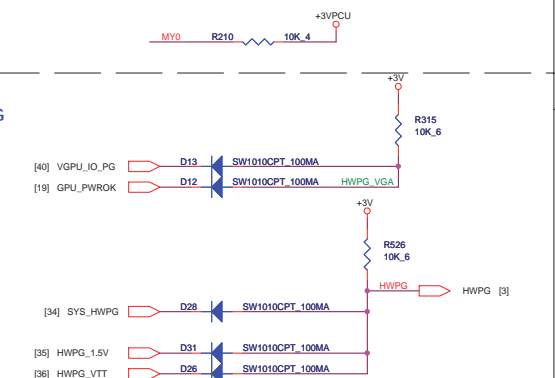 +3VPCU
MY0 R210 10K_4
+3V
G
R315
10K_6
[40] VGPU_IO_PG D13 SW1010CPT_100MA
[19] GPU_PWROK D12 SW1010CPT_100MA HWPG_VGA
+3V
R526
10K_6
HWPG HWPG [3]
[34] SYS_HWPG D28 SW1010CPT_100MA
[35] HWPG_1.5V D31 SW1010CPT_100MA
[36] HWPG_VTT D26 SW1010CPT_100MA